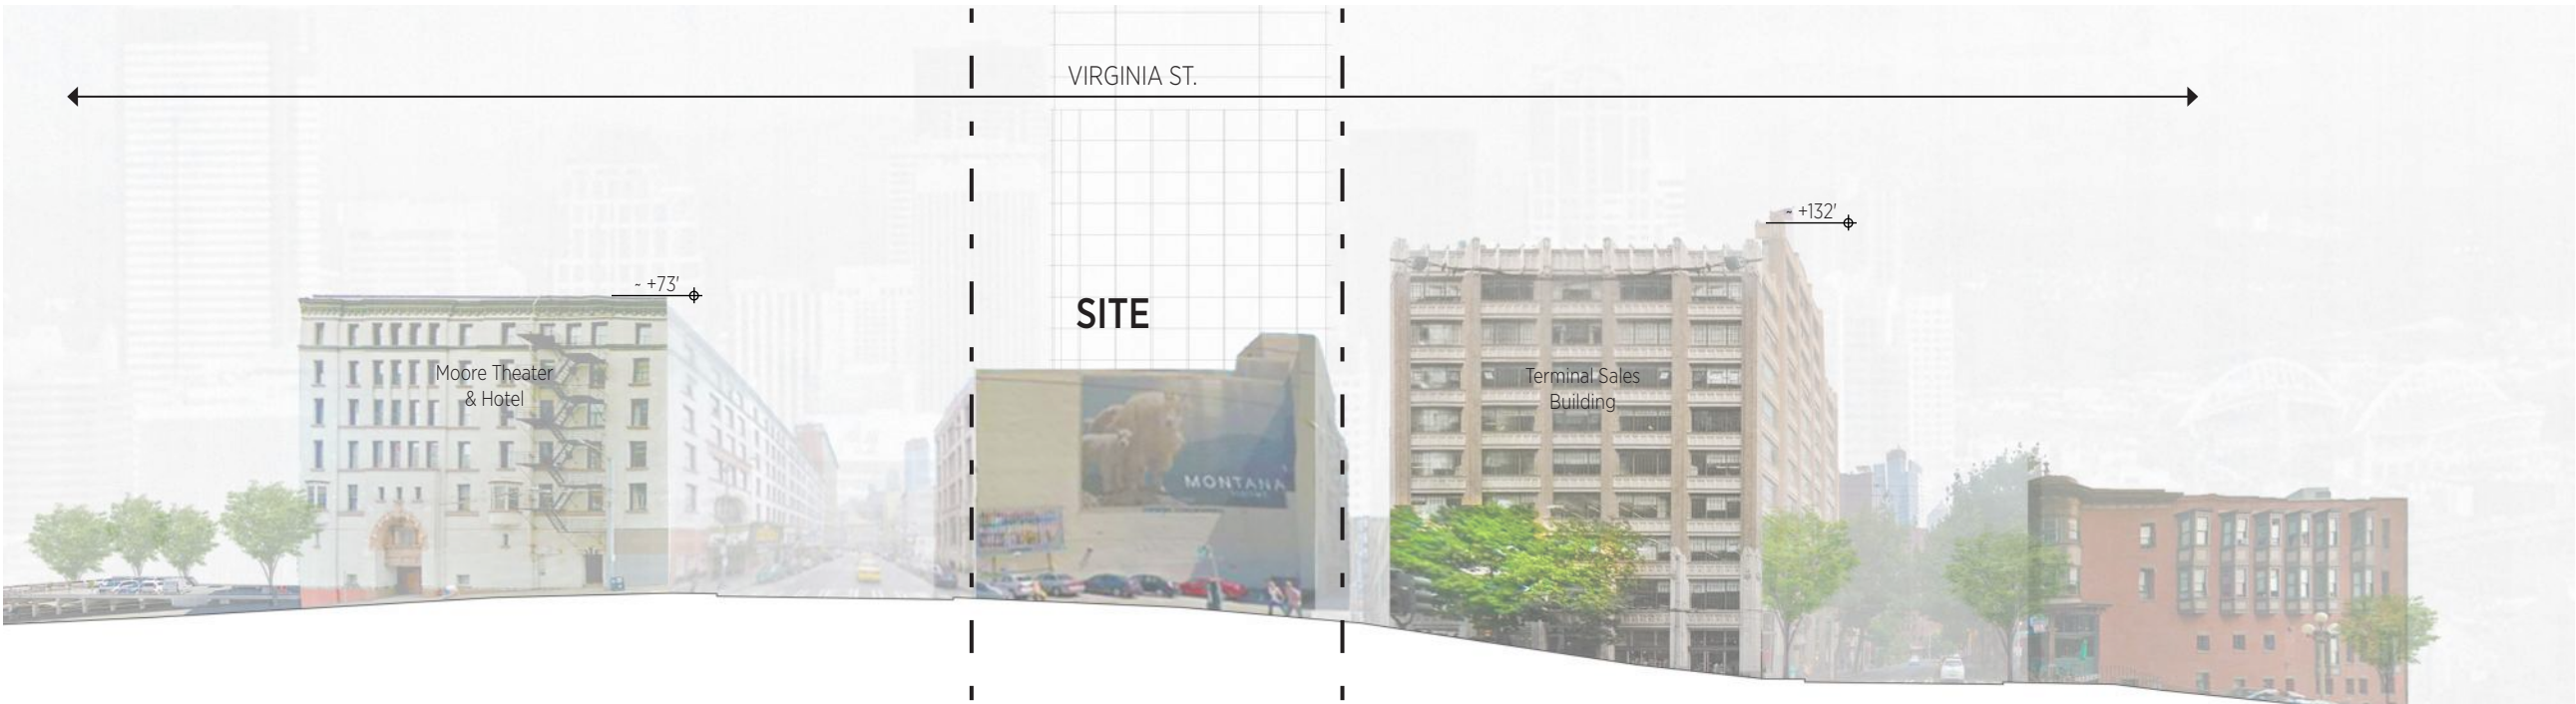 VIRGINIA ST.
~ +132'
~ +73'
SITE
Moore Theater
& Hotel
Terminal Sales
Building
MONTANA